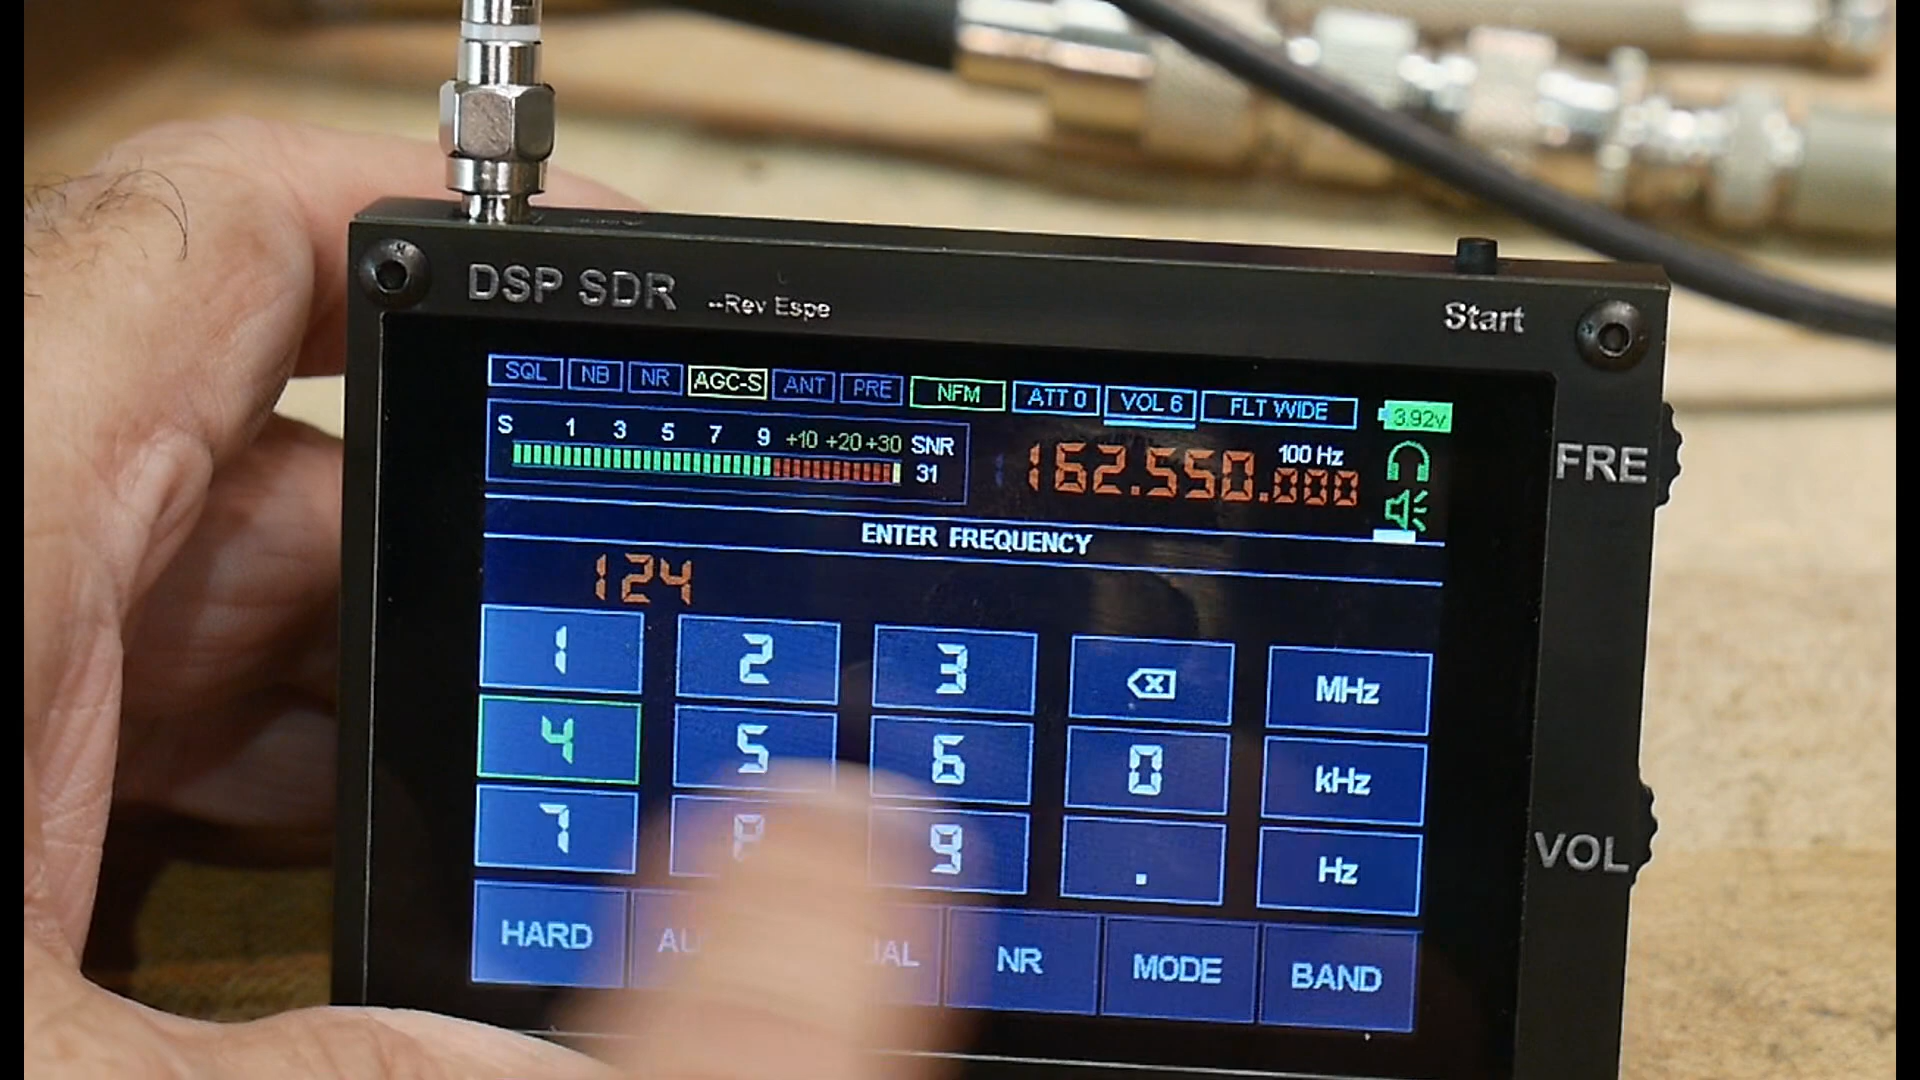 DSP SDR --Rev Espe
Start
SQL NB NR AGC-S ANT PRE NFM ATT 0 VOL 6 FLT WIDE 3.92v
S 1 3 5 7 9 +10 +20 +30 SNR
31
100 Hz
162.550.000
FRE
ENTER FREQUENCY
124
1 2 3 MHz
4 5 6 0 kHz
7 9 . Hz
VOL
HARD NR MODE BAND